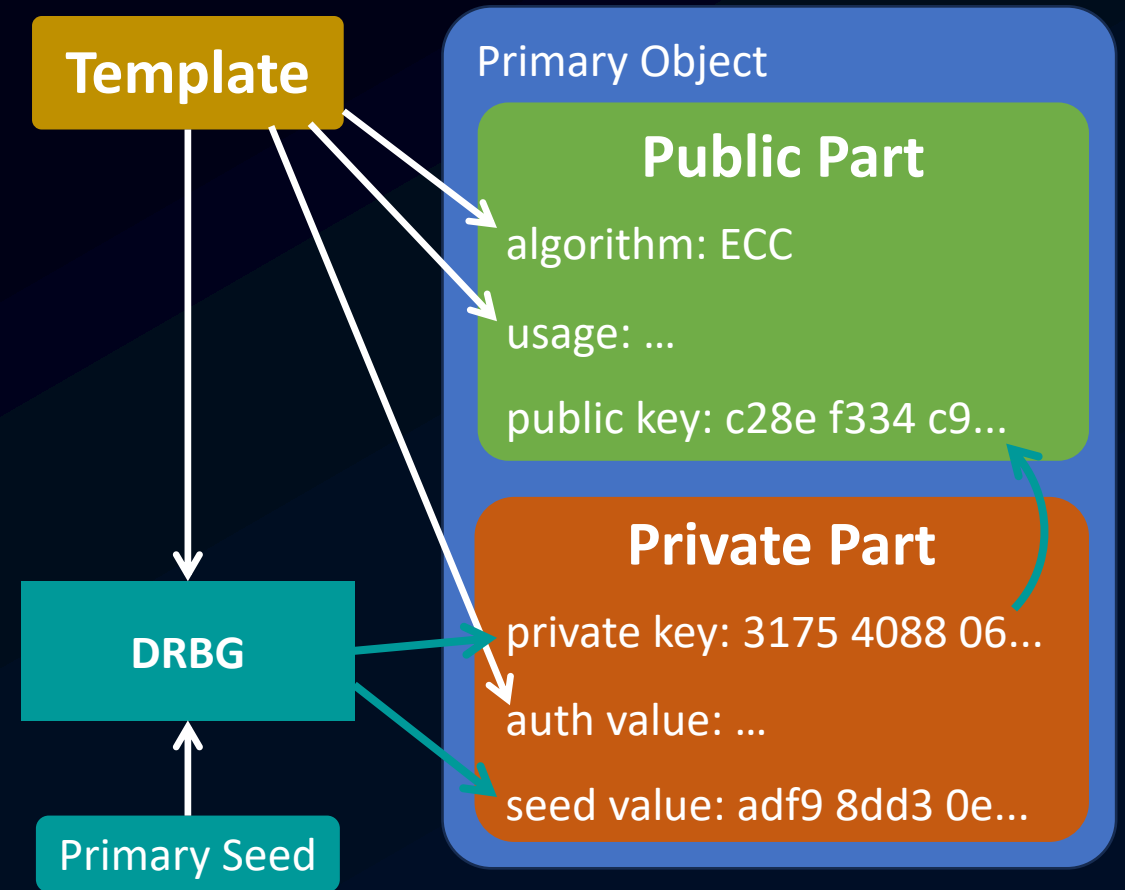 Template
Primary Object
Public Part
algorithm: ECC
usage: …
public key: c28e f334 c9...
Private Part
private key: 3175 4088 06...
auth value: …
seed value: adf9 8dd3 0e...
DRBG
Primary Seed